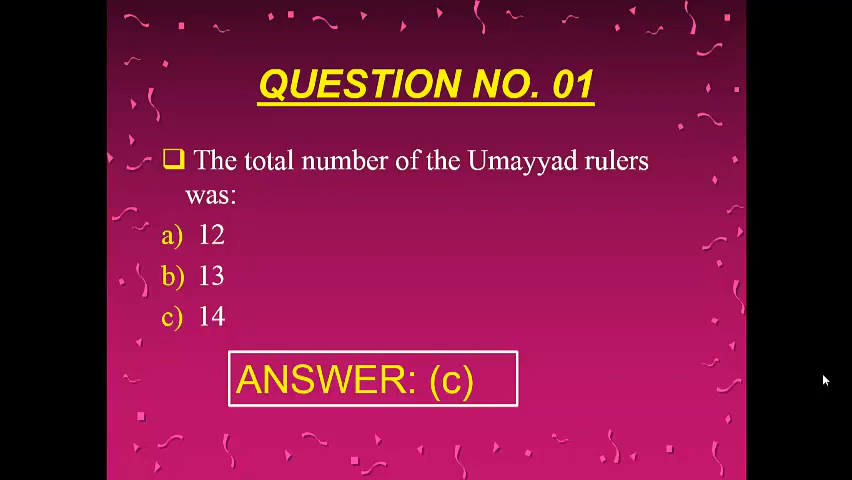 QUESTION NO. 01
❑ The total number of the Umayyad rulers
was:
a) 12
b) 13
c) 14
ANSWER: (c)